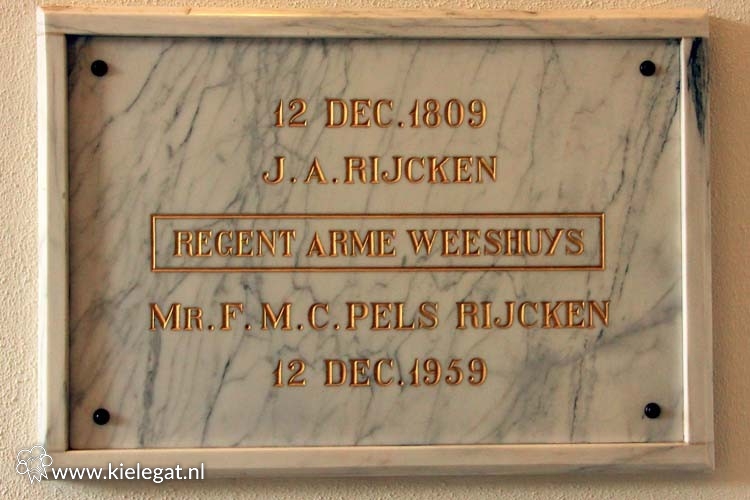 12 DEC. 1809
J. A. RIJCKEN
REGENT ARME WEESHUYS
MR. F. M. C. PELS RIJCKEN
12 DEC. 1959
www.kielegat.nl